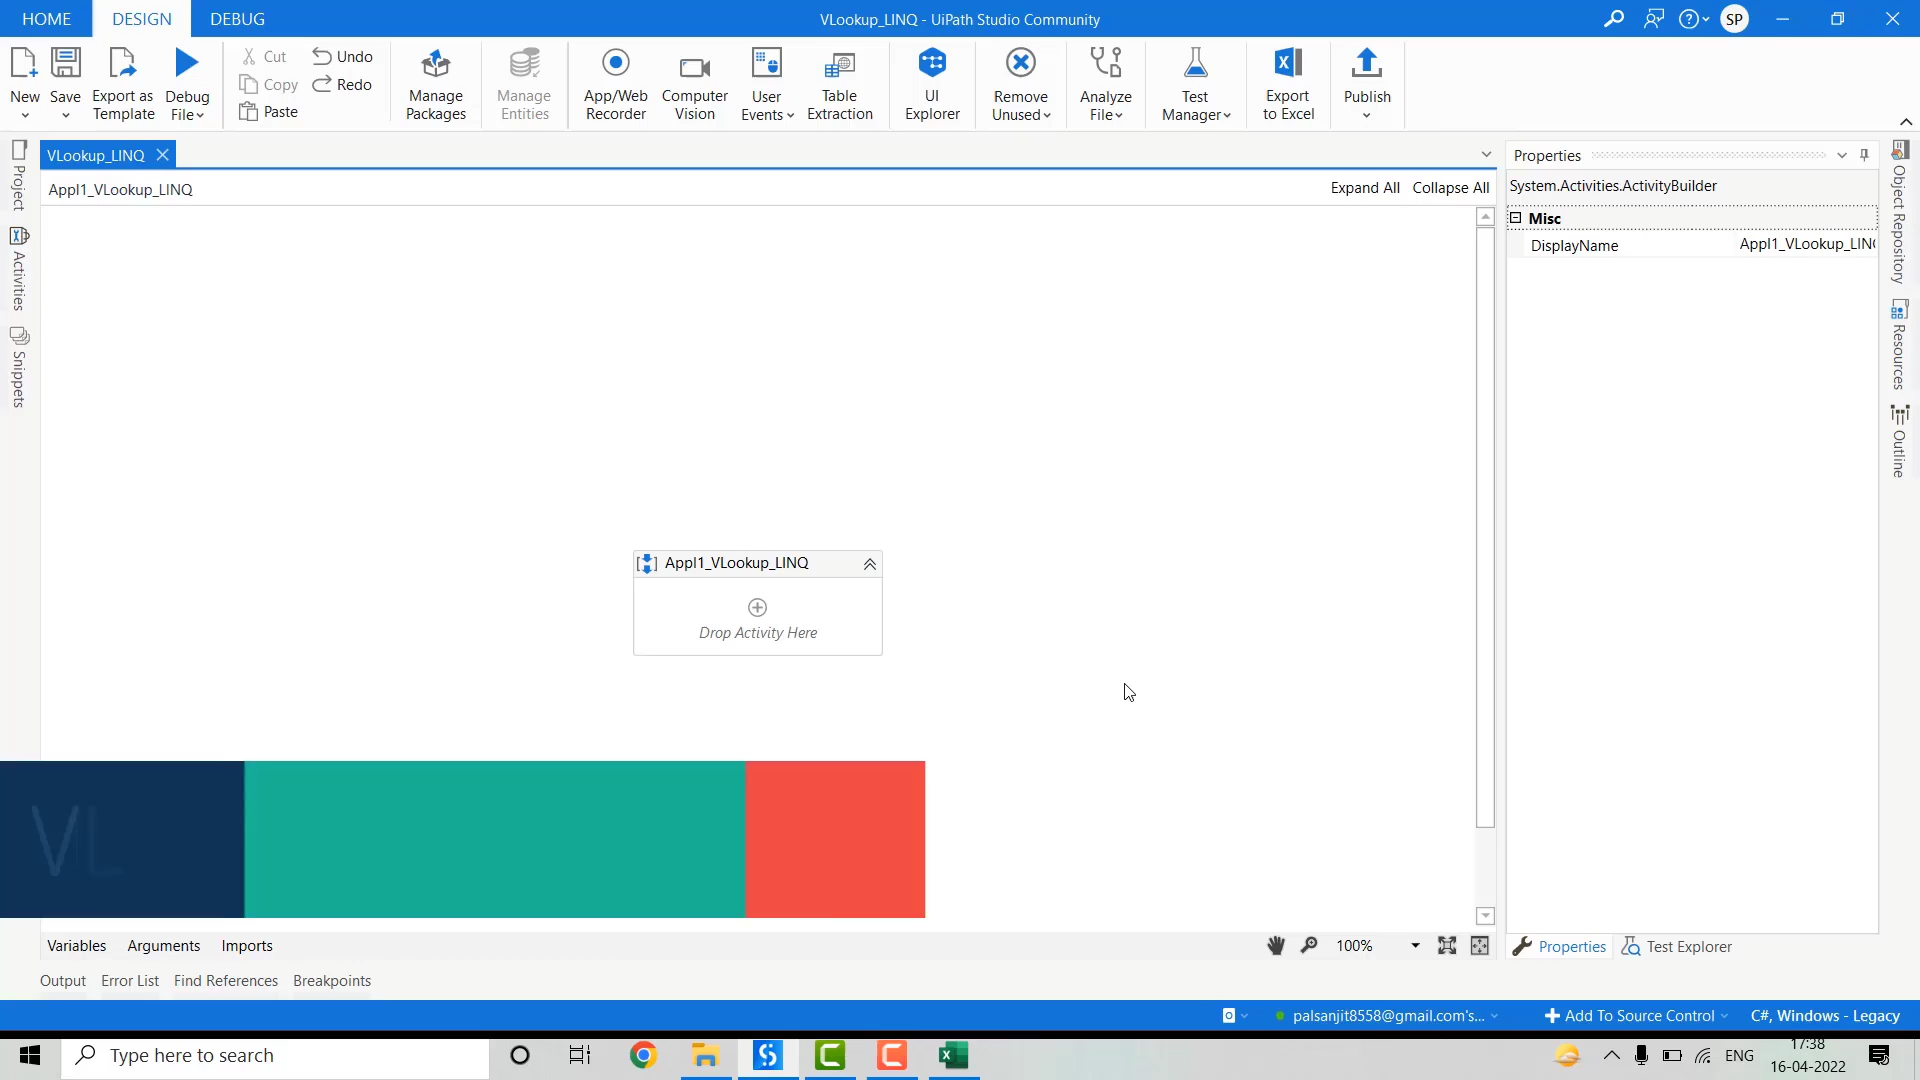 HOME DESIGN DEBUG
VLookup_LINQ - UiPath Studio Community
SP
New
Save
Export as Template
Debug File
Cut
Copy
Paste
Undo
Redo
Manage Packages
Manage Entities
App/Web Recorder
Computer Vision
User Events
Table Extraction
UI Explorer
Remove Unused
Analyze File
Test Manager
Export to Excel
Publish
Project
Activities
Snippets
VLookup_LINQ
Appl1_VLookup_LINQ
Expand All Collapse All
Appl1_VLookup_LINQ
Drop Activity Here
VL
Properties
System.Activities.ActivityBuilder
Misc
DisplayName Appl1_VLookup_LIN
Object Repository
Resources
Outline
Variables Arguments Imports
100%
Properties Test Explorer
Output Error List Find References Breakpoints
palsanjit8558@gmail.com's...
Add To Source Control
C#, Windows - Legacy
Type here to search
ENG
17:38
16-04-2022